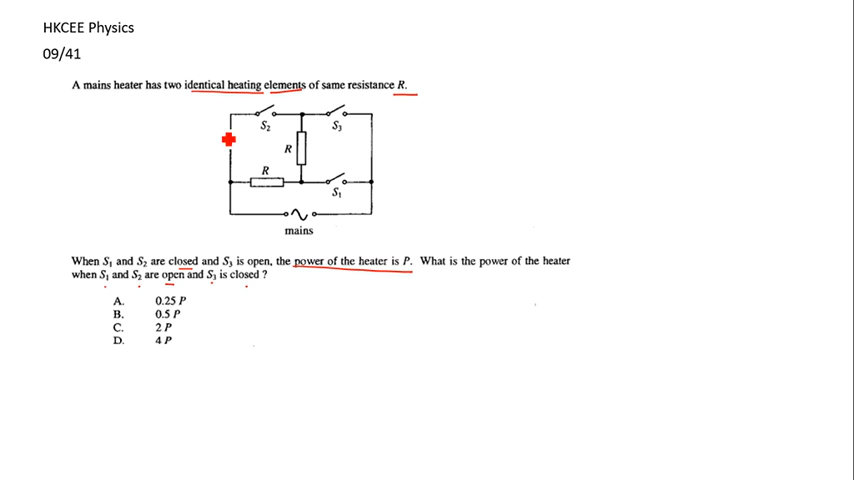 HKCEE Physics
09/41
A mains heater has two identical heating elements of same resistance R.
S2 S3
R
R
S1
mains
When S1 and S2 are closed and S3 is open, the power of the heater is P. What is the power of the heater
when S1 and S2 are open and S3 is closed ?
A. 0.25 P
B. 0.5 P
C. 2 P
D. 4 P